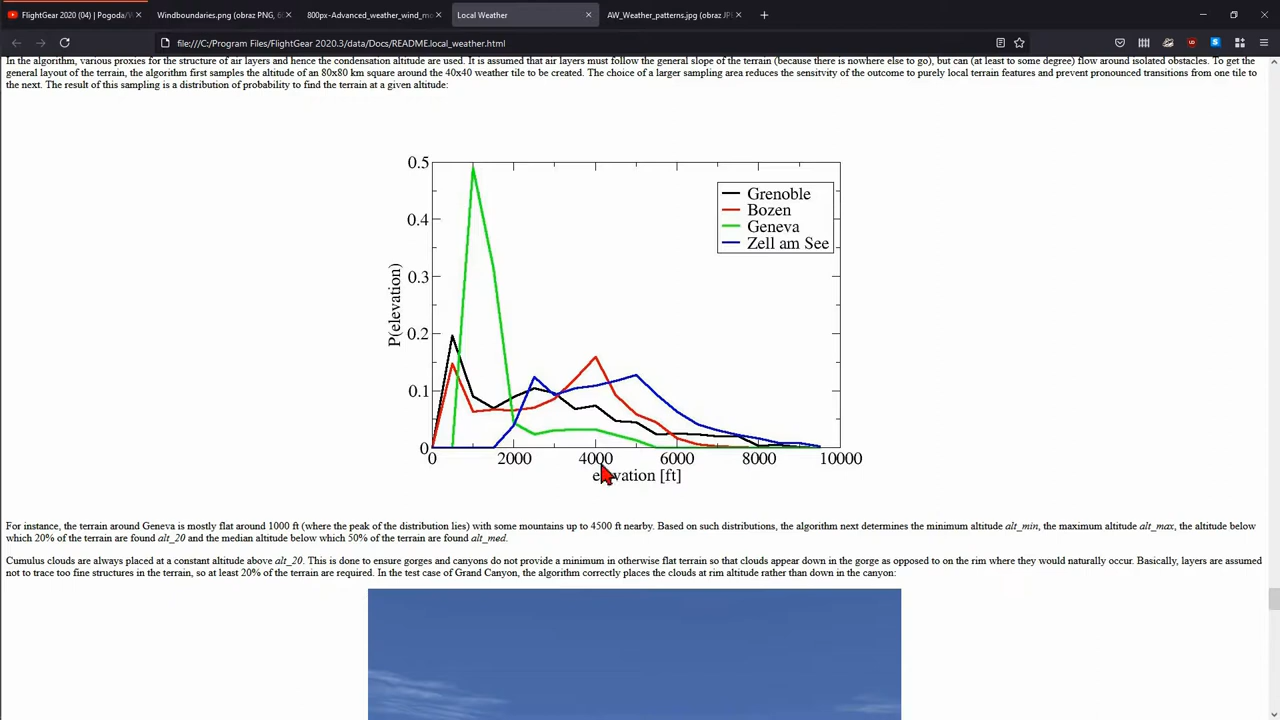 FlightGear 2020 (04) | Pogoda/W
Windboundaries.png (obraz PNG, 6
800px-Advanced_weather_wind_mo
Local Weather
AW_Weather_patterns.jpg (obraz JP
file:///C:/Program Files/FlightGear 2020.3/data/Docs/README.local_weather.html
In the algorithm, various proxies for the structure of air layers and hence the condensation altitude are used. It is assumed that air layers must follow the general slope of the terrain (because there is nowhere else to go), but can (at least to some degree) flow around isolated obstacles. To get the
general layout of the terrain, the algorithm first samples the altitude of an 80x80 km square around the 40x40 weather tile to be created. The choice of a larger sampling area reduces the sensitvity of the outcome to purely local terrain features and prevent pronounced transitions from one tile to
the next. The result of this sampling is a distribution of probability to find the terrain at a given altitude:
0.5
0.4
0.3
0.2
0.1
0
P(elevation)
Grenoble
Bozen
Geneva
Zell am See
0 2000 4000 6000 8000 10000
elevation [ft]
For instance, the terrain around Geneva is mostly flat around 1000 ft (where the peak of the distribution lies) with some mountains up to 4500 ft nearby. Based on such distributions, the algorithm next determines the minimum altitude alt_min, the maximum altitude alt_max, the altitude below
which 20% of the terrain are found alt_20 and the median altitude below which 50% of the terrain are found alt_med.
Cumulus clouds are always placed at a constant altitude above alt_20. This is done to ensure gorges and canyons do not provide a minimum in otherwise flat terrain so that clouds appear down in the gorge as opposed to on the rim where they would naturally occur. Basically, layers are assumed
not to trace too fine structures in the terrain, so at least 20% of the terrain are required. In the test case of Grand Canyon, the algorithm correctly places the clouds at rim altitude rather than down in the canyon: